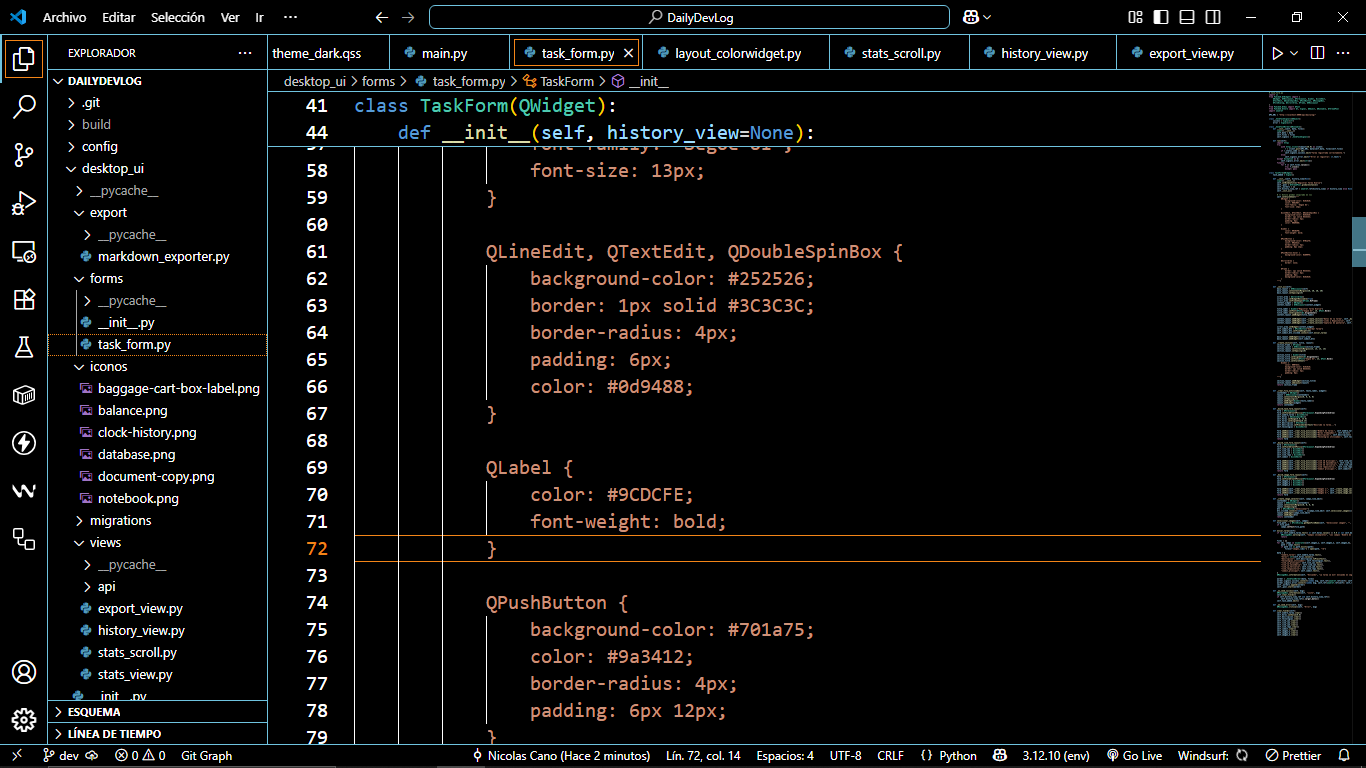 Archivo Editar Selección Ver Ir ··· DailyDevLog
EXPLORADOR ···
theme_dark.qss main.py task_form.py layout_colorwidget.py stats_scroll.py history_view.py export_view.py ···
desktop_ui > forms > task_form.py > TaskForm > __init__
DAILYDEVLOG
.git
build
config
desktop_ui
__pycache__
export
__pycache__
markdown_exporter.py
forms
__pycache__
__init__.py
task_form.py
iconos
baggage-cart-box-label.png
balance.png
clock-history.png
database.png
document-copy.png
notebook.png
migrations
views
__pycache__
api
export_view.py
history_view.py
stats_scroll.py
stats_view.py
__init__.py
ESQUEMA
LÍNEA DE TIEMPO
41 class TaskForm(QWidget):
44 def __init__(self, history_view=None):
57 font-family: "Segoe UI";
58 font-size: 13px;
59 }
60
61 QLineEdit, QTextEdit, QDoubleSpinBox {
62 background-color: #252526;
63 border: 1px solid #3C3C3C;
64 border-radius: 4px;
65 padding: 6px;
66 color: #0d9488;
67 }
68
69 QLabel {
70 color: #9CDCFE;
71 font-weight: bold;
72 }
73
74 QPushButton {
75 background-color: #701a75;
76 color: #9a3412;
77 border-radius: 4px;
78 padding: 6px 12px;
79 }
dev 0 0 Git Graph Nicolas Cano (Hace 2 minutos) Lín. 72, col. 14 Espacios: 4 UTF-8 CRLF {} Python 3.12.10 (env) Go Live Windsurf: Prettier